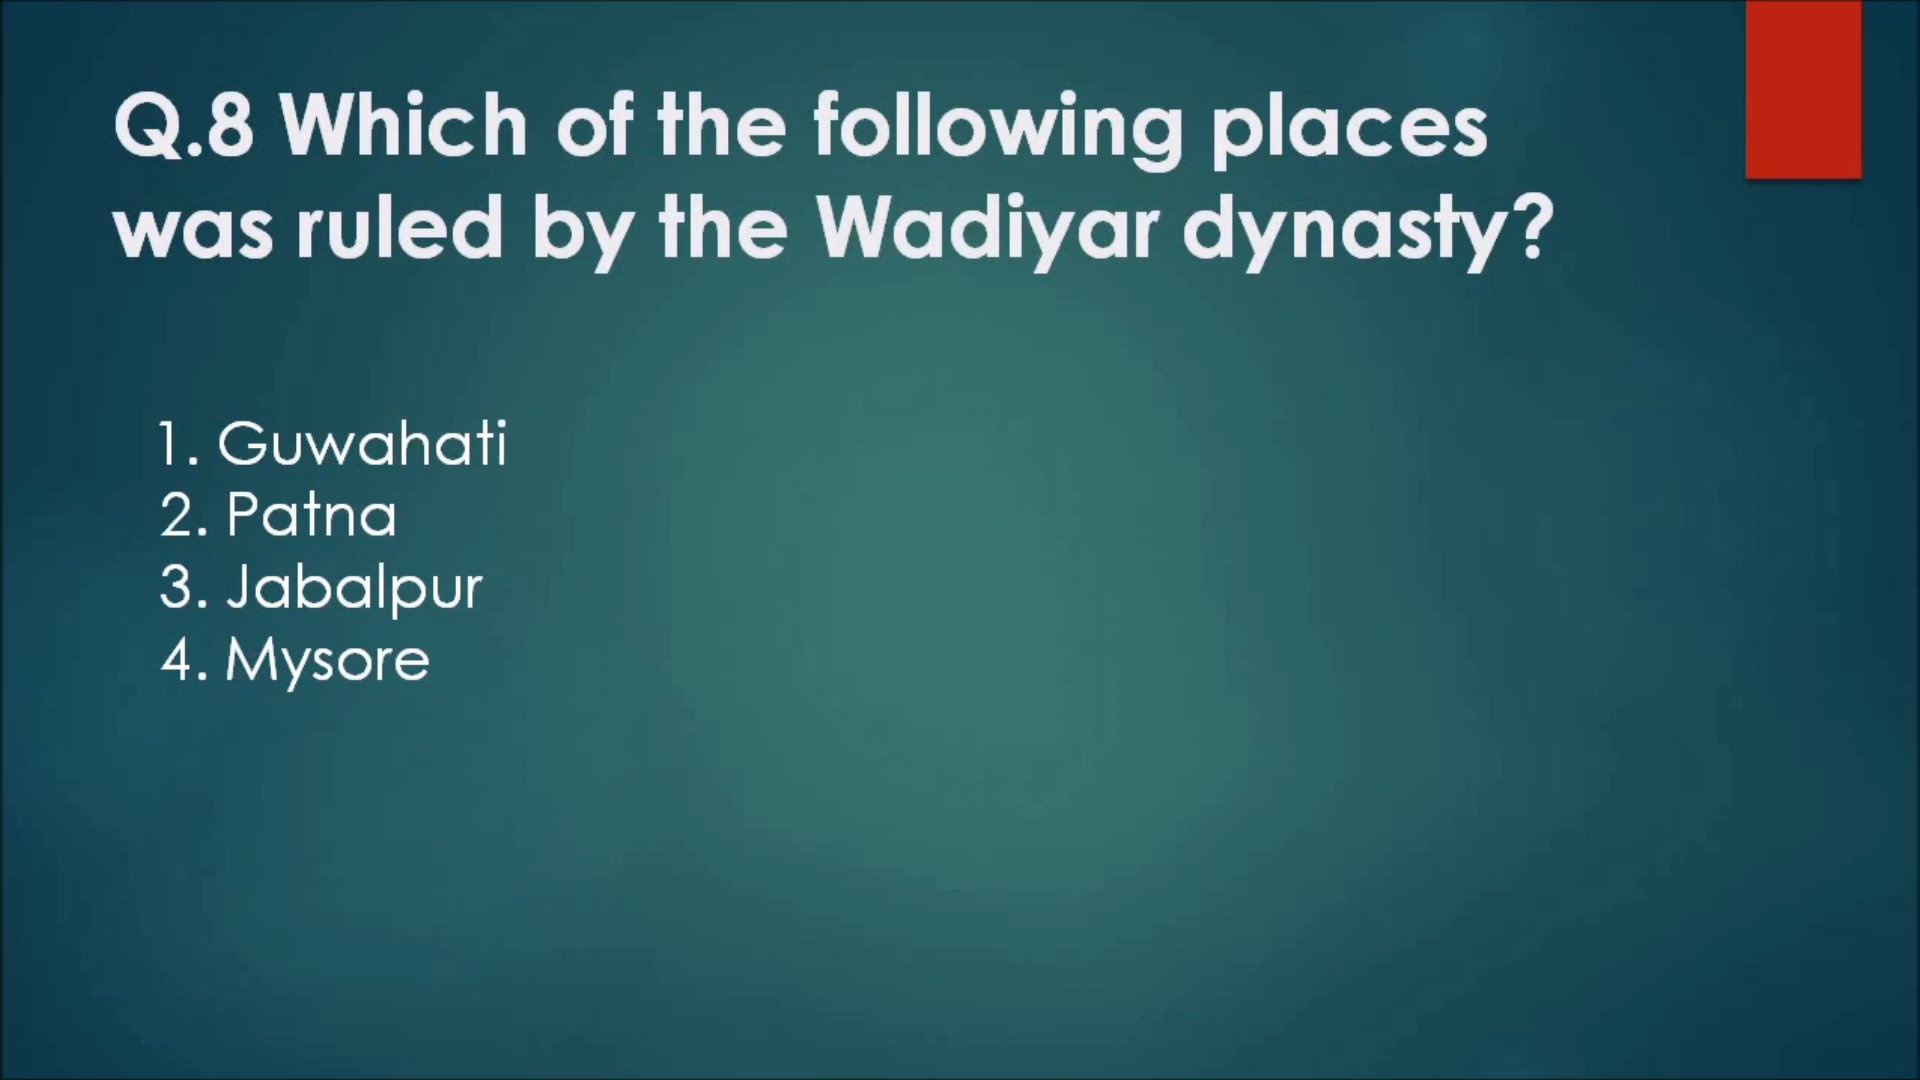 Q.8 Which of the following places
was ruled by the Wadiyar dynasty?
1. Guwahati
2. Patna
3. Jabalpur
4. Mysore